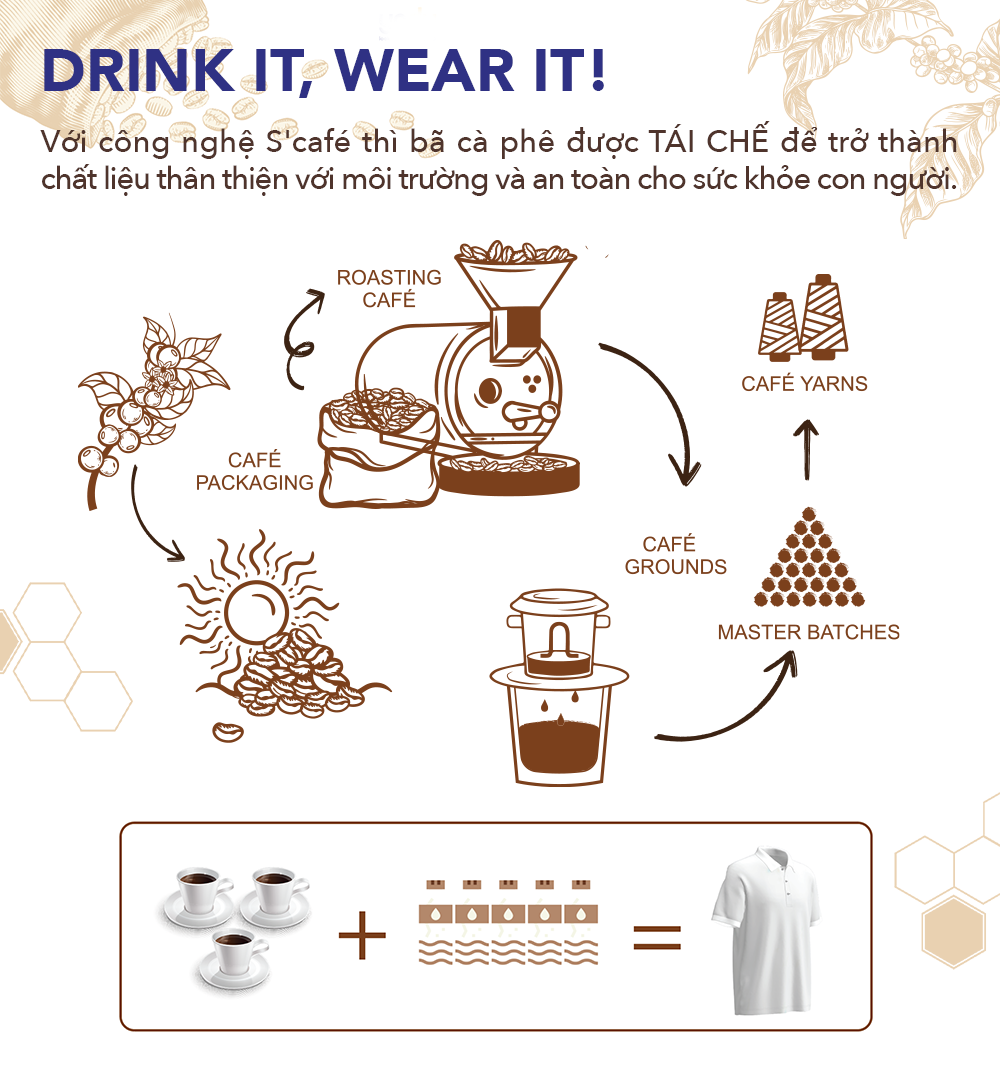 DRINK IT, WEAR IT!
Với công nghệ S'café thì bã cà phê được TÁI CHẾ để trở thành
chất liệu thân thiện với môi trường và an toàn cho sức khỏe con người.
ROASTING
CAFÉ
CAFÉ
PACKAGING
CAFÉ YARNS
CAFÉ
GROUNDS
MASTER BATCHES
+
=